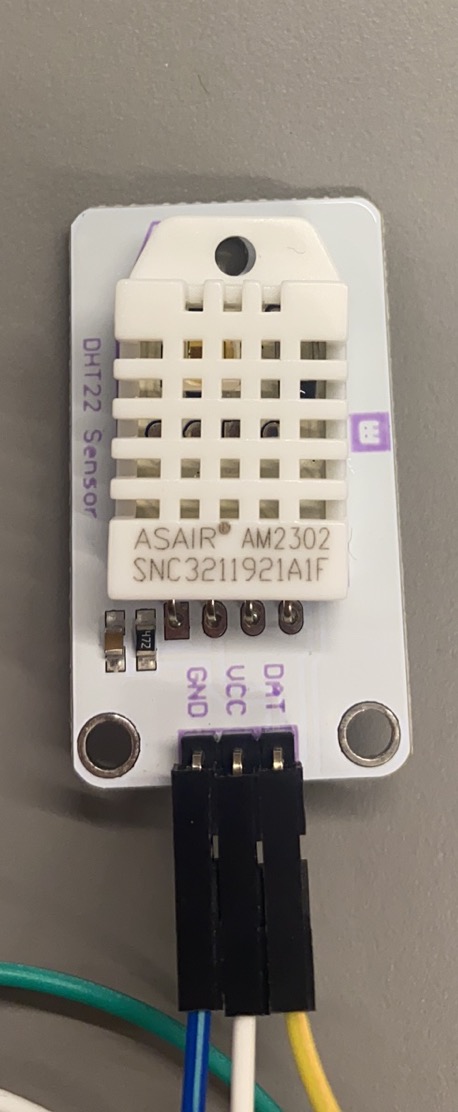 DHT22 Sensor
ASAIR® AM2302
SNC3211921A1F
472
GND VCC DAT